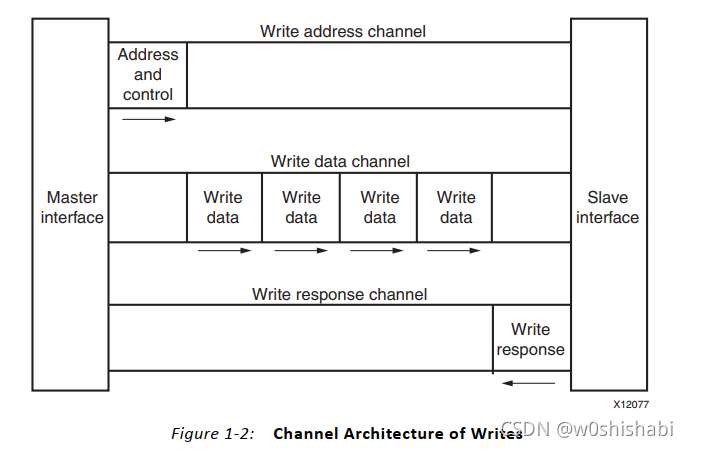 Write address channel
Address
and
control
Write data channel
Master
interface
Write
data
Write
data
Write
data
Write
data
Slave
interface
Write response channel
Write
response
X12077
Figure 1-2: Channel Architecture of Writes
CSDN @w0shishabi